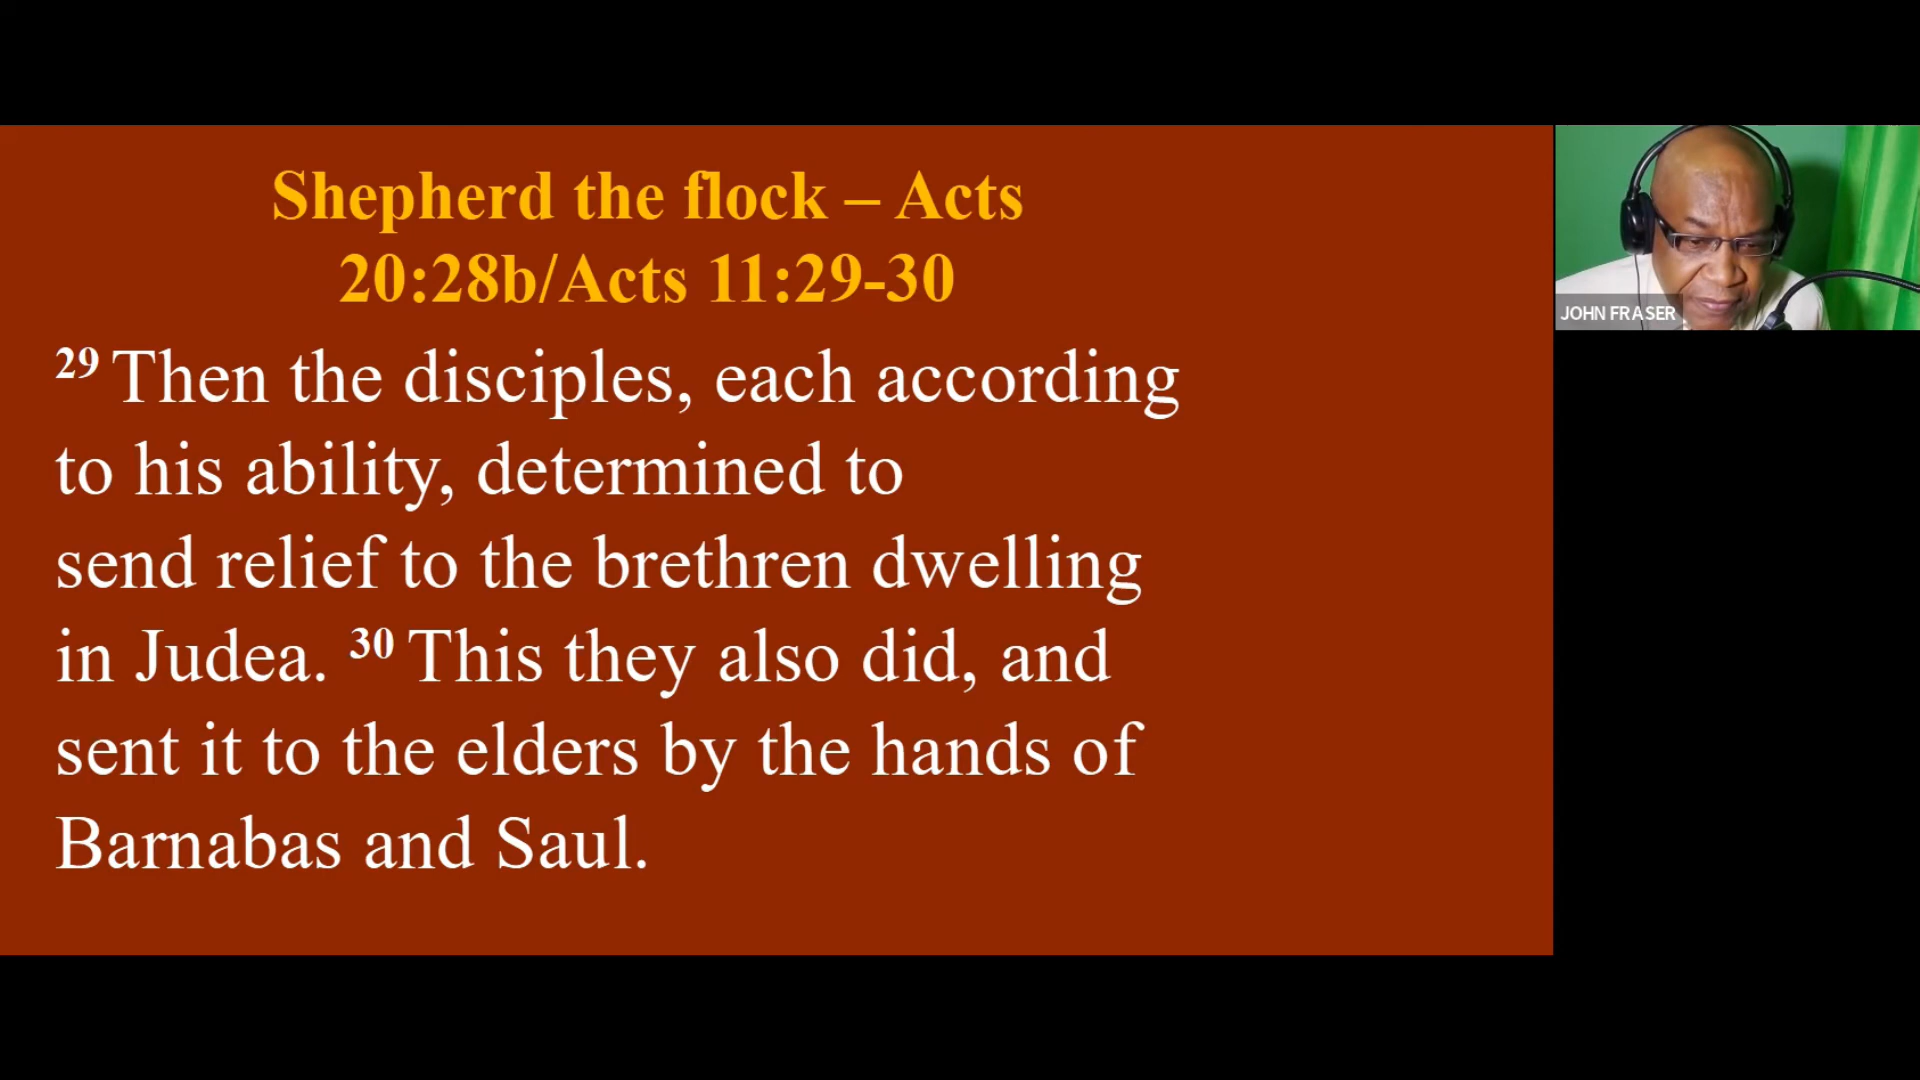 Shepherd the flock – Acts
20:28b/Acts 11:29-30
29 Then the disciples, each according
to his ability, determined to
send relief to the brethren dwelling
in Judea. 30 This they also did, and
sent it to the elders by the hands of
Barnabas and Saul.
JOHN FRASER